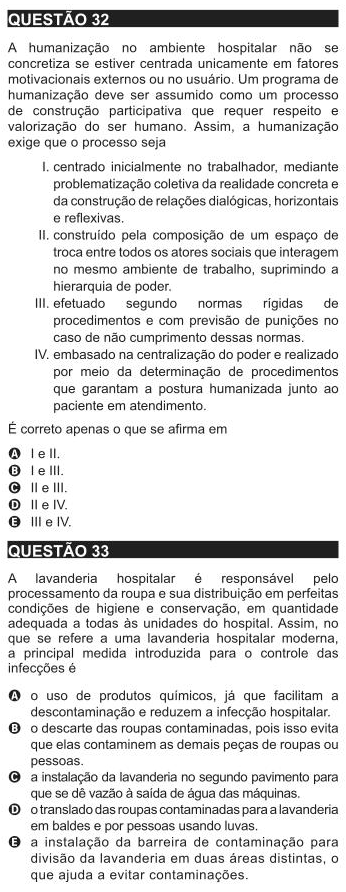 QUESTÃO 32
A humanização no ambiente hospitalar não se
concretiza se estiver centrada unicamente em fatores
motivacionais externos ou no usuário. Um programa de
humanização deve ser assumido como um processo
de construção participativa que requer respeito e
valorização do ser humano. Assim, a humanização
exige que o processo seja
I. centrado inicialmente no trabalhador, mediante
problematização coletiva da realidade concreta e
da construção de relações dialógicas, horizontais
e reflexivas.
II. construído pela composição de um espaço de
troca entre todos os atores sociais que interagem
no mesmo ambiente de trabalho, suprimindo a
hierarquia de poder.
III. efetuado segundo normas rígidas de
procedimentos e com previsão de punições no
caso de não cumprimento dessas normas.
IV. embasado na centralização do poder e realizado
por meio da determinação de procedimentos
que garantam a postura humanizada junto ao
paciente em atendimento.
É correto apenas o que se afirma em
A I e II.
B I e III.
C II e III.
D II e IV.
E III e IV.
QUESTÃO 33
A lavanderia hospitalar é responsável pelo
processamento da roupa e sua distribuição em perfeitas
condições de higiene e conservação, em quantidade
adequada a todas às unidades do hospital. Assim, no
que se refere a uma lavanderia hospitalar moderna,
a principal medida introduzida para o controle das
infecções é
A o uso de produtos químicos, já que facilitam a
descontaminação e reduzem a infecção hospitalar.
B o descarte das roupas contaminadas, pois isso evita
que elas contaminem as demais peças de roupas ou
pessoas.
C a instalação da lavanderia no segundo pavimento para
que se dê vazão à saída de água das máquinas.
D o translado das roupas contaminadas para a lavanderia
em baldes e por pessoas usando luvas.
E a instalação da barreira de contaminação para
divisão da lavanderia em duas áreas distintas, o
que ajuda a evitar contaminações.